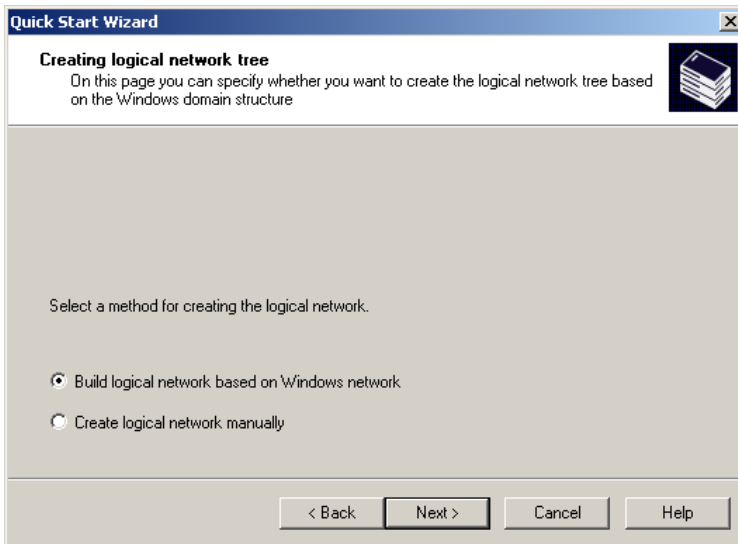 Quick Start Wizard
Creating logical network tree
On this page you can specify whether you want to create the logical network tree based
on the Windows domain structure
Select a method for creating the logical network.
Build logical network based on Windows network
Create logical network manually
< Back
Next >
Cancel
Help